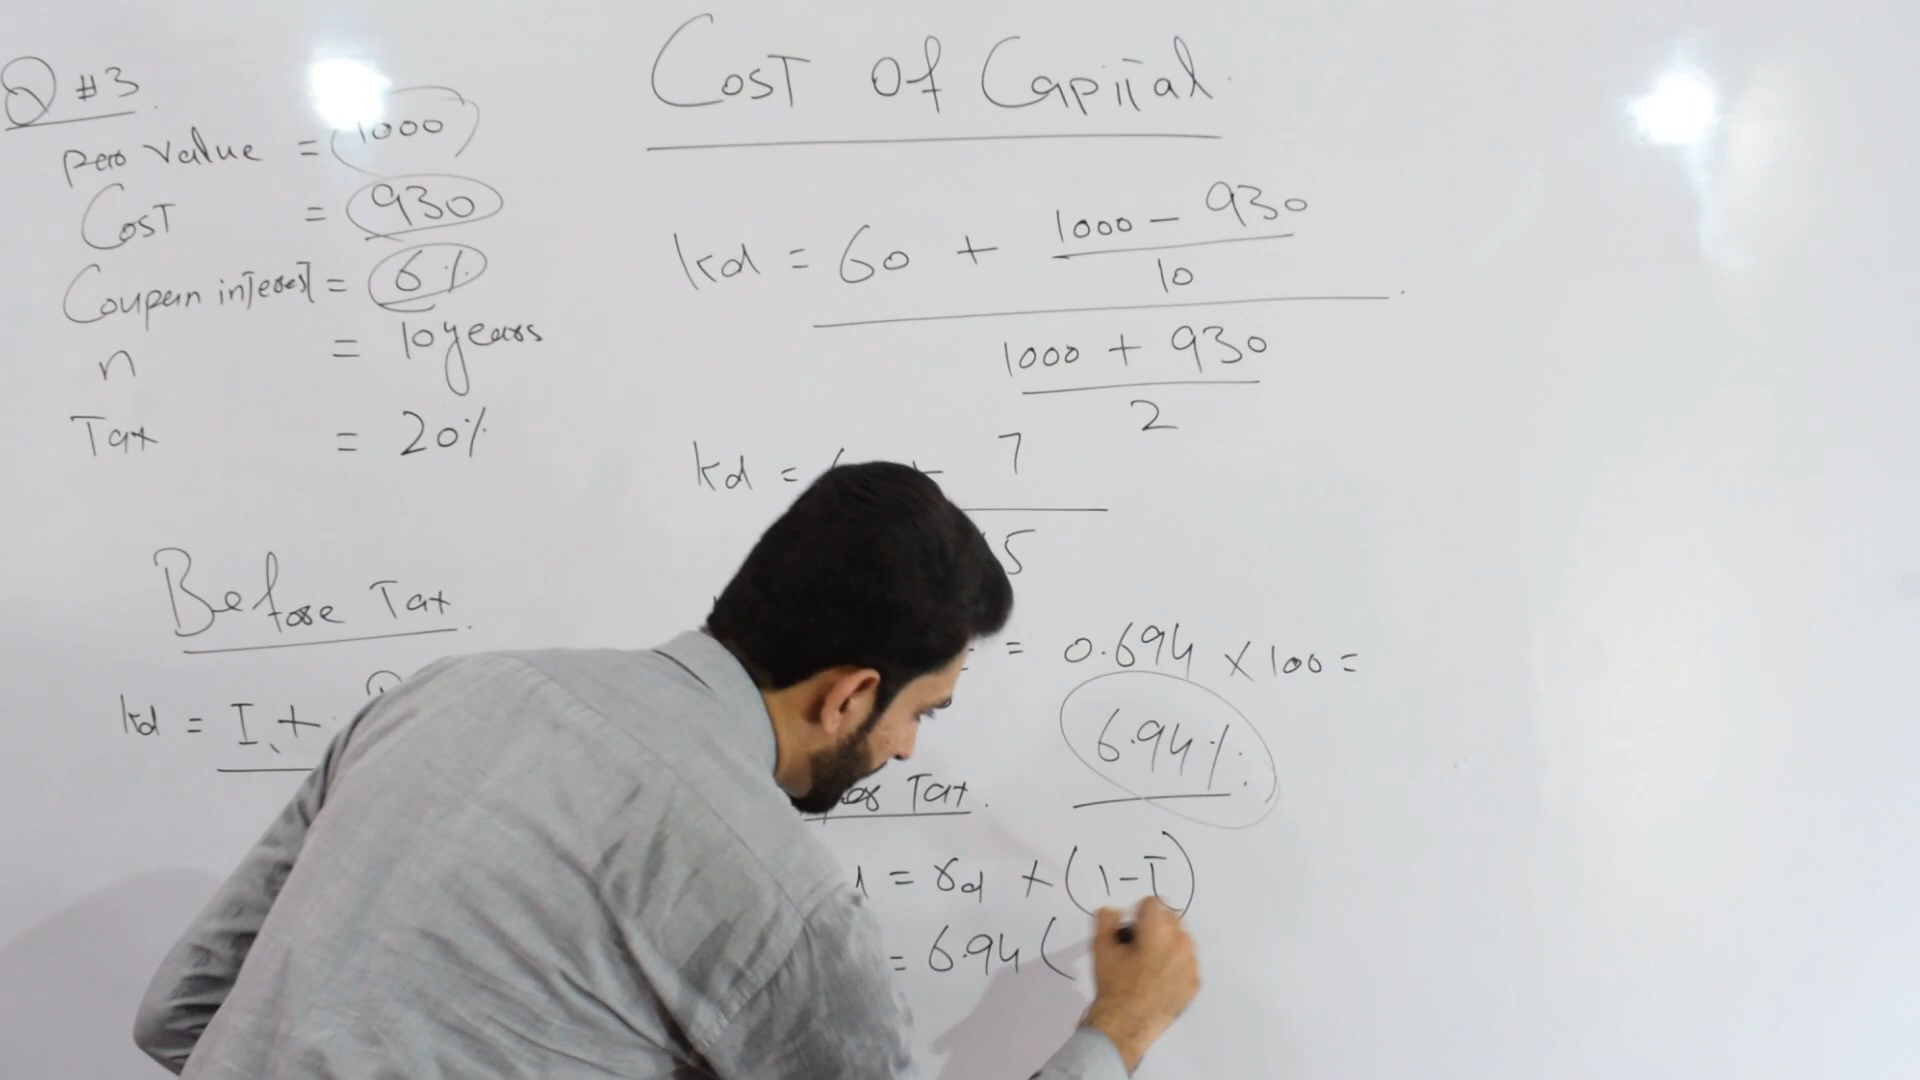 Cost Of Capital
Q #3
Pero Value = 1000
Cost = 930
Coupen interest = 6%
n = 10 years
Tax = 20%
kd = 60 + 1000 - 930
10
1000 + 930
2
kd = + 7
5
Before Tax
kd = I +
= 0.694 × 100 =
6.94%
Tax.
= rd × (1-T)
= 6.94 (